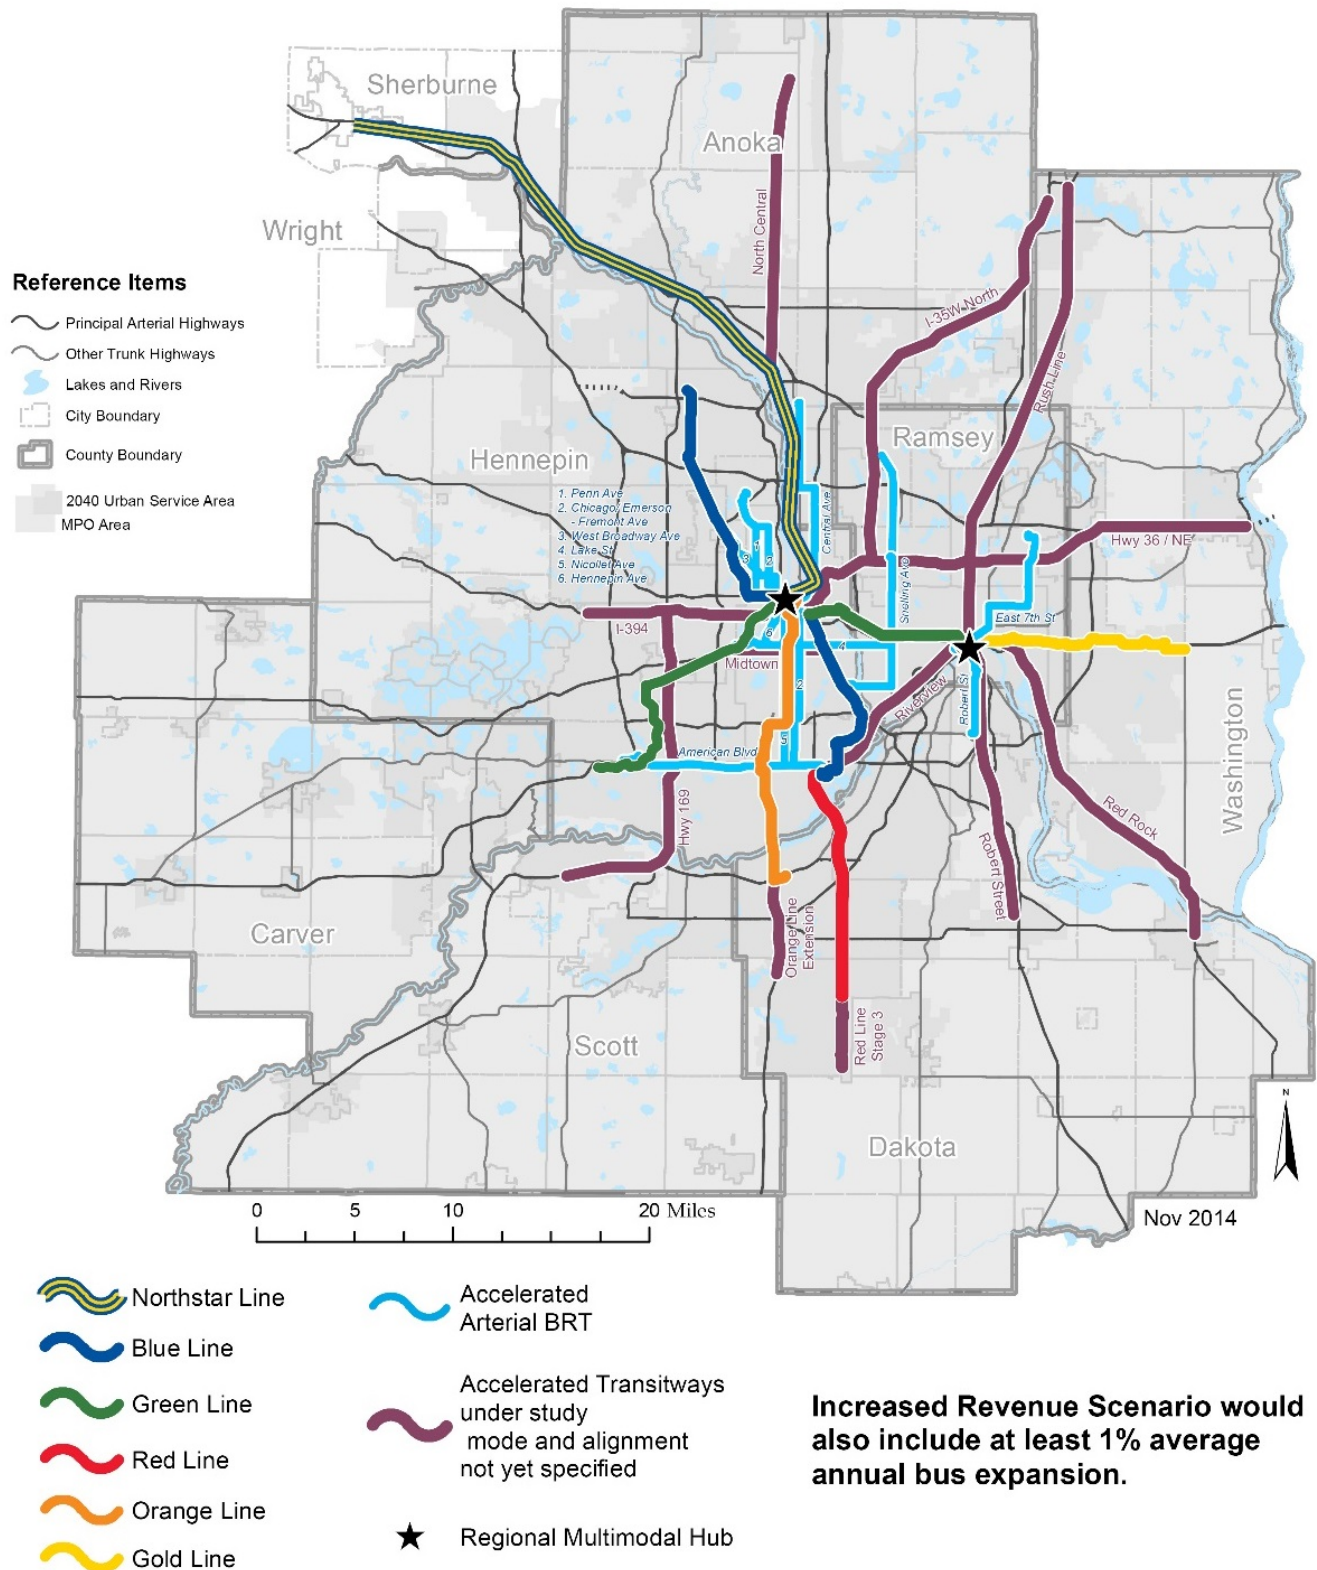 Sherburne
Anoka
Wright
North Central
Reference Items
Principal Arterial Highways
Other Trunk Highways
Lakes and Rivers
City Boundary
County Boundary
2040 Urban Service Area
MPO Area
I-35W North
Rush Line
Ramsey
Hennepin
1. Penn Ave
2. Chicago/Emerson
- Fremont Ave
3. West Broadway Ave
4. Lake St
5. Nicollet Ave
6. Hennepin Ave
Central Ave
Hwy 36 / NE
1
2
3
Snelling Ave
East 7th St
I-394
6
4
Midtown
2
Riverview
Robert St
5
American Blvd
Washington
Hwy 169
Red Rock
Robert Street
Orange Line
Extension
Carver
Red Line
Stage 3
Scott
Dakota
N
0 5 10 20 Miles
Nov 2014
Northstar Line
Blue Line
Green Line
Red Line
Orange Line
Gold Line
Accelerated
Arterial BRT
Accelerated Transitways
under study
mode and alignment
not yet specified
Regional Multimodal Hub
Increased Revenue Scenario would
also include at least 1% average
annual bus expansion.